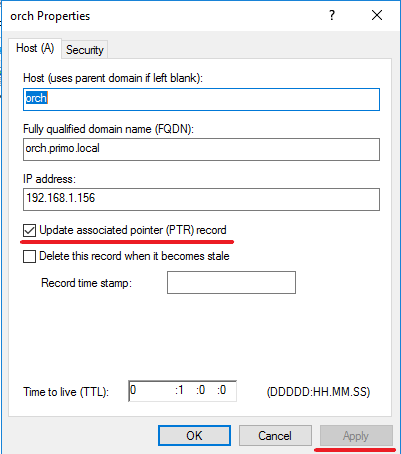 orch Properties
Host (A)
Security
Host (uses parent domain if left blank):
orch
Fully qualified domain name (FQDN):
orch.primo.local
IP address:
192.168.1.156
Update associated pointer (PTR) record
Delete this record when it becomes stale
Record time stamp:
Time to live (TTL): 0 :1 :0 :0 (DDDDD:HH.MM.SS)
OK Cancel Apply